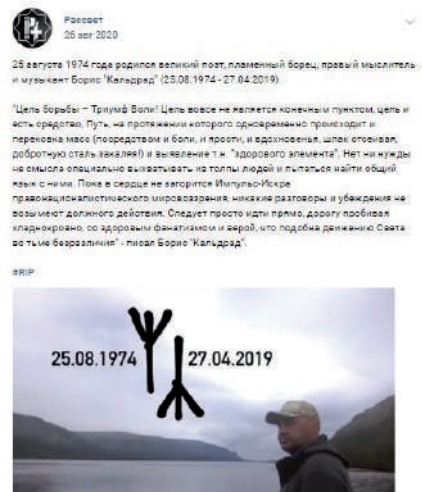 Рассвет
26 авг 2020
25 августа 1974 года родился великий поэт, пламенный борец, правый мыслитель
и музыкант Борис "Кальдрад" (25.08.1974 - 27.04.2019)
"Цель борьбы – Триумф Воли! Цель вовсе не является конечным пунктом, цель и
есть средство, Путь, на протяжении которого одновременно происходит и
перековка масс (посредством и боли, и ярости, и вдохновенья, шлак отсеивая,
добротную сталь закаляя!) и выявление т.н. "здорового элемента". Нет ни нужды
не смысла специально выхватывать из толпы людей и пытаться найти общий
язык с ними. Пока в сердце не загорится Импульс-Искра
правонационалистического мировоззрения, никакие разговоры и убеждения не
возымеют должного действия. Следует просто идти прямо, дорогу пробивая
хладнокровно, со здоровым фанатизмом и верой, что подобна движению Света
во тьме безразличия" - писал Борис "Кальдрад".
#RIP
25.08.1974 27.04.2019